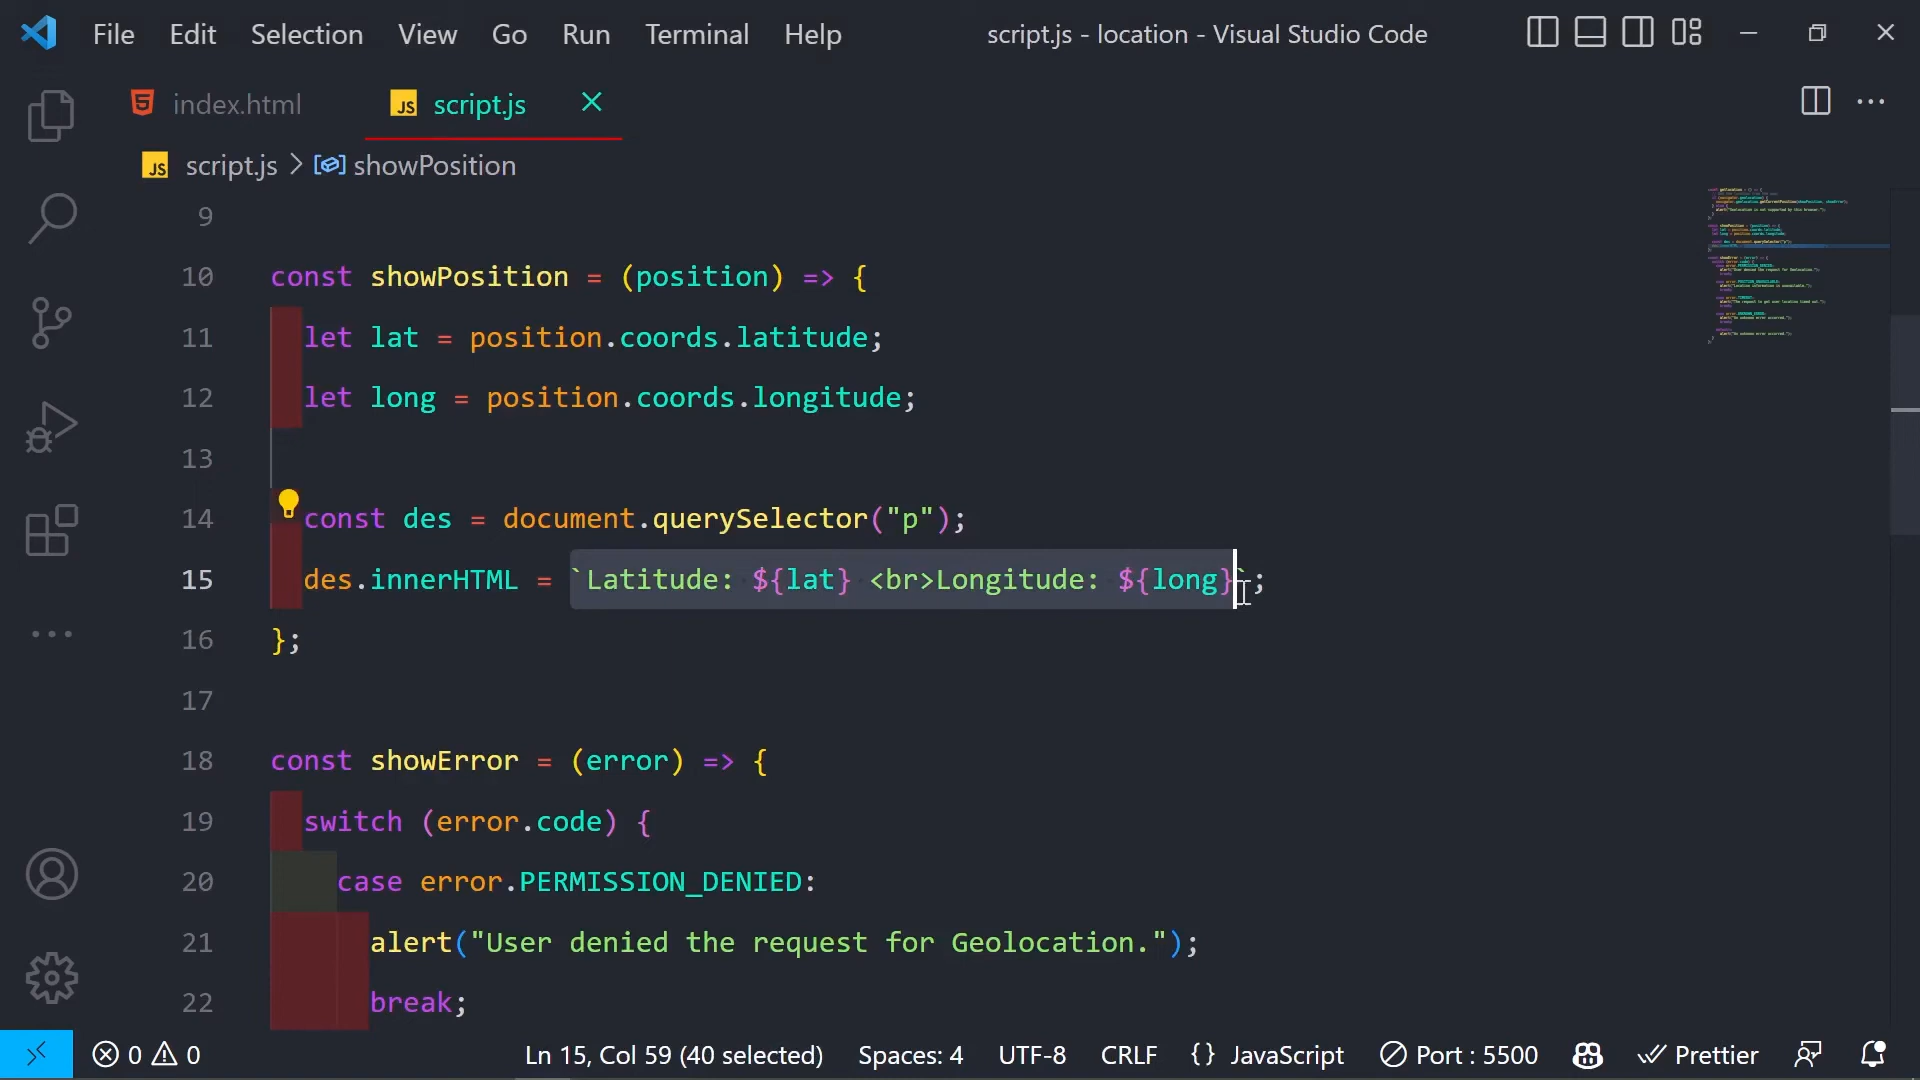 File Edit Selection View Go Run Terminal Help script.js - location - Visual Studio Code
index.html JS script.js
JS script.js > showPosition
9
10 const showPosition = (position) => {
11 let lat = position.coords.latitude;
12 let long = position.coords.longitude;
13
14 const des = document.querySelector("p");
15 des.innerHTML = `Latitude: ${lat} <br>Longitude: ${long}`;
16 };
17
18 const showError = (error) => {
19 switch (error.code) {
20 case error.PERMISSION_DENIED:
21 alert("User denied the request for Geolocation.");
22 break;
0 0 Ln 15, Col 59 (40 selected) Spaces: 4 UTF-8 CRLF {} JavaScript Port : 5500 Prettier